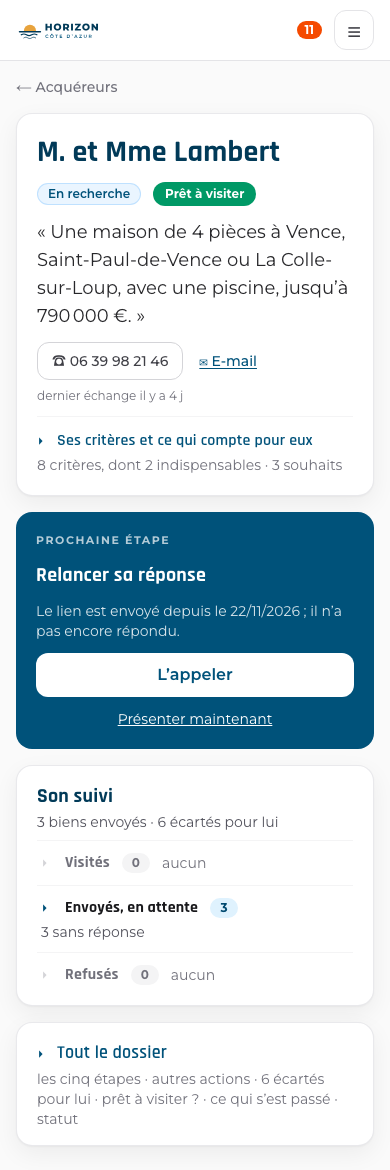 HORIZON
CÔTE D'AZUR
11
← Acquéreurs
M. et Mme Lambert
En recherche
Prêt à visiter
« Une maison de 4 pièces à Vence,
Saint-Paul-de-Vence ou La Colle-
sur-Loup, avec une piscine, jusqu’à
790 000 €. »
☎ 06 39 98 21 46
✉ E-mail
dernier échange il y a 4 j
Ses critères et ce qui compte pour eux
8 critères, dont 2 indispensables · 3 souhaits
PROCHAINE ÉTAPE
Relancer sa réponse
Le lien est envoyé depuis le 22/11/2026 ; il n’a
pas encore répondu.
L’appeler
Présenter maintenant
Son suivi
3 biens envoyés · 6 écartés pour lui
Visités 0 aucun
Envoyés, en attente 3
3 sans réponse
Refusés 0 aucun
Tout le dossier
les cinq étapes · autres actions · 6 écartés
pour lui · prêt à visiter ? · ce qui s’est passé ·
statut